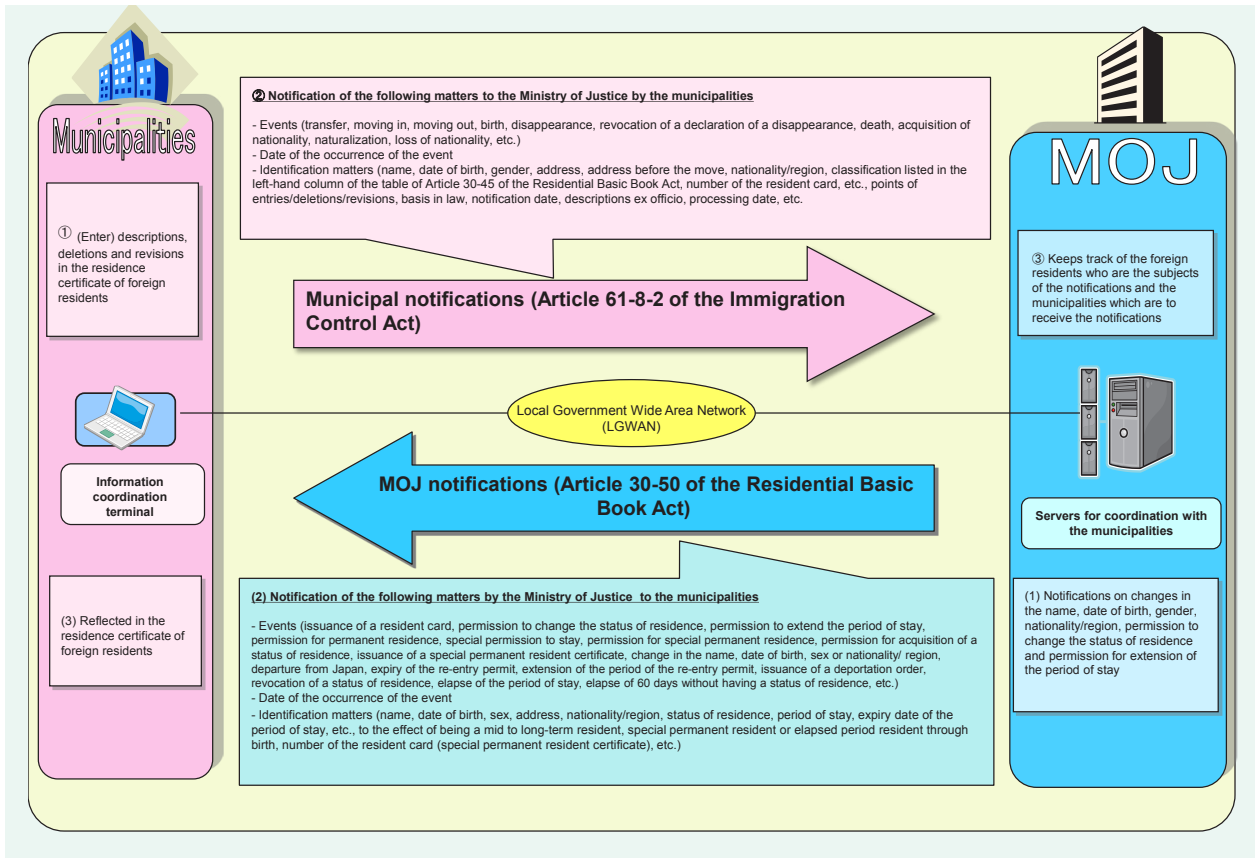 Municipalities
① (Enter) descriptions,
deletions and revisions
in the residence
certificate of foreign
residents
Information
coordination
terminal
(3) Reflected in the
residence certificate of
foreign residents
② Notification of the following matters to the Ministry of Justice by the municipalities
- Events (transfer, moving in, moving out, birth, disappearance, revocation of a declaration of a disappearance, death, acquisition of
nationality, naturalization, loss of nationality, etc.)
- Date of the occurrence of the event
- Identification matters (name, date of birth, gender, address, address before the move, nationality/region, classification listed in the
left-hand column of the table of Article 30-45 of the Residential Basic Book Act, number of the resident card, etc., points of
entries/deletions/revisions, basis in law, notification date, descriptions ex officio, processing date, etc.
Municipal notifications (Article 61-8-2 of the Immigration
Control Act)
Local Government Wide Area Network
(LGWAN)
MOJ notifications (Article 30-50 of the Residential Basic
Book Act)
(2) Notification of the following matters by the Ministry of Justice to the municipalities
- Events (issuance of a resident card, permission to change the status of residence, permission to extend the period of stay,
permission for permanent residence, special permission to stay, permission for special permanent residence, permission for acquisition of a
status of residence, issuance of a special permanent resident certificate, change in the name, date of birth, sex or nationality/ region,
departure from Japan, expiry of the re-entry permit, extension of the period of the re-entry permit, issuance of a deportation order,
revocation of a status of residence, elapse of the period of stay, elapse of 60 days without having a status of residence, etc.)
- Date of the occurrence of the event
- Identification matters (name, date of birth, sex, address, nationality/region, status of residence, period of stay, expiry date of the
period of stay, etc., to the effect of being a mid to long-term resident, special permanent resident or elapsed period resident through
birth, number of the resident card (special permanent resident certificate), etc.)
MOJ
③ Keeps track of the foreign
residents who are the subjects
of the notifications and the
municipalities which are to
receive the notifications
Servers for coordination with
the municipalities
(1) Notifications on changes in
the name, date of birth, gender,
nationality/region, permission to
change the status of residence
and permission for extension of
the period of stay